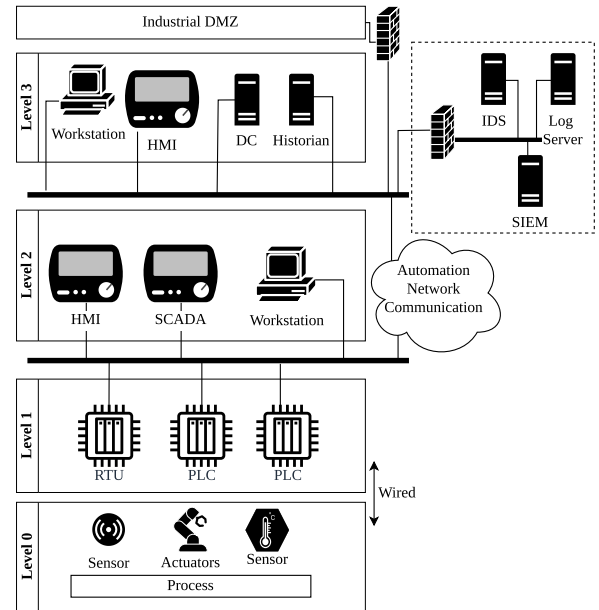 Industrial DMZ
Level 3
Workstation
HMI
DC
Historian
IDS
Log
Server
SIEM
Level 2
HMI
SCADA
Workstation
Automation
Network
Communication
Level 1
RTU
PLC
PLC
Wired
Level 0
°C
Sensor
Actuators
Sensor
Process